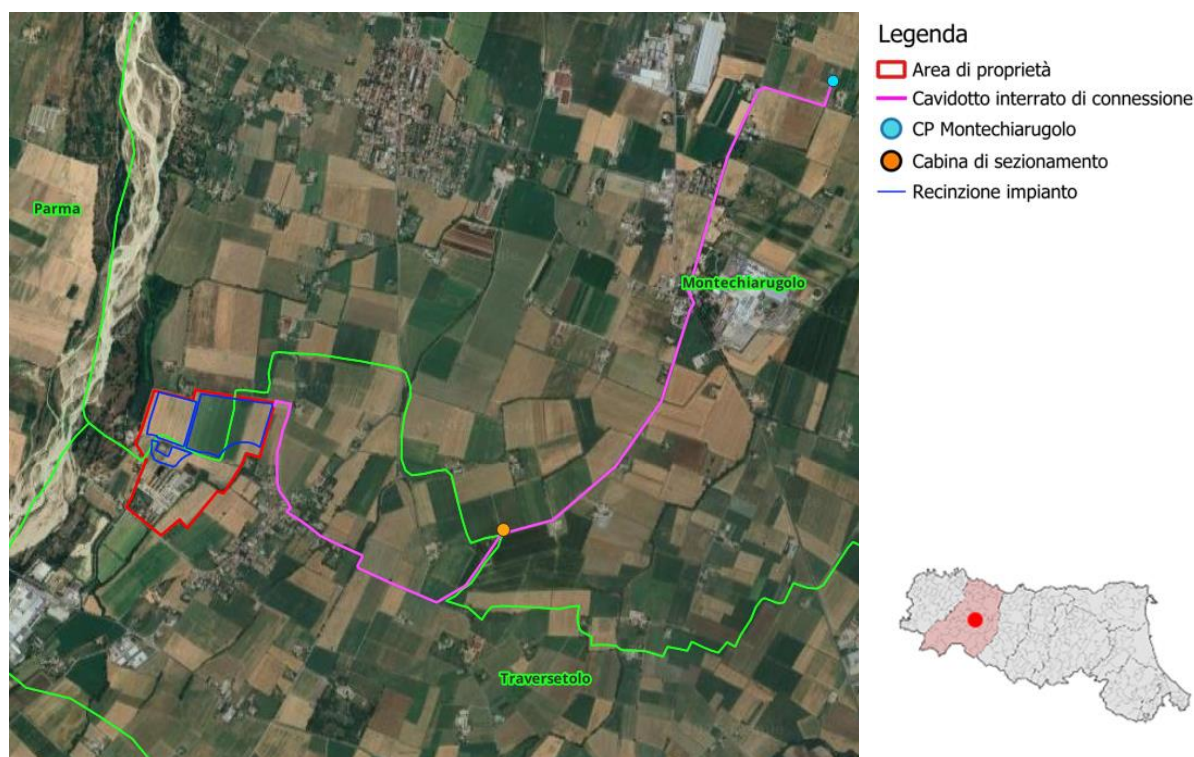 Legenda
Area di proprietà
Cavidotto interrato di connessione
CP Montechiarugolo
Cabina di sezionamento
Recinzione impianto
Parma
Montechiarugolo
Traversetolo